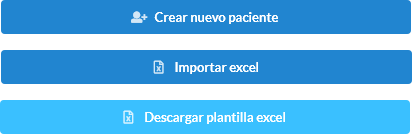 Crear nuevo paciente
Importar excel
Descargar plantilla excel